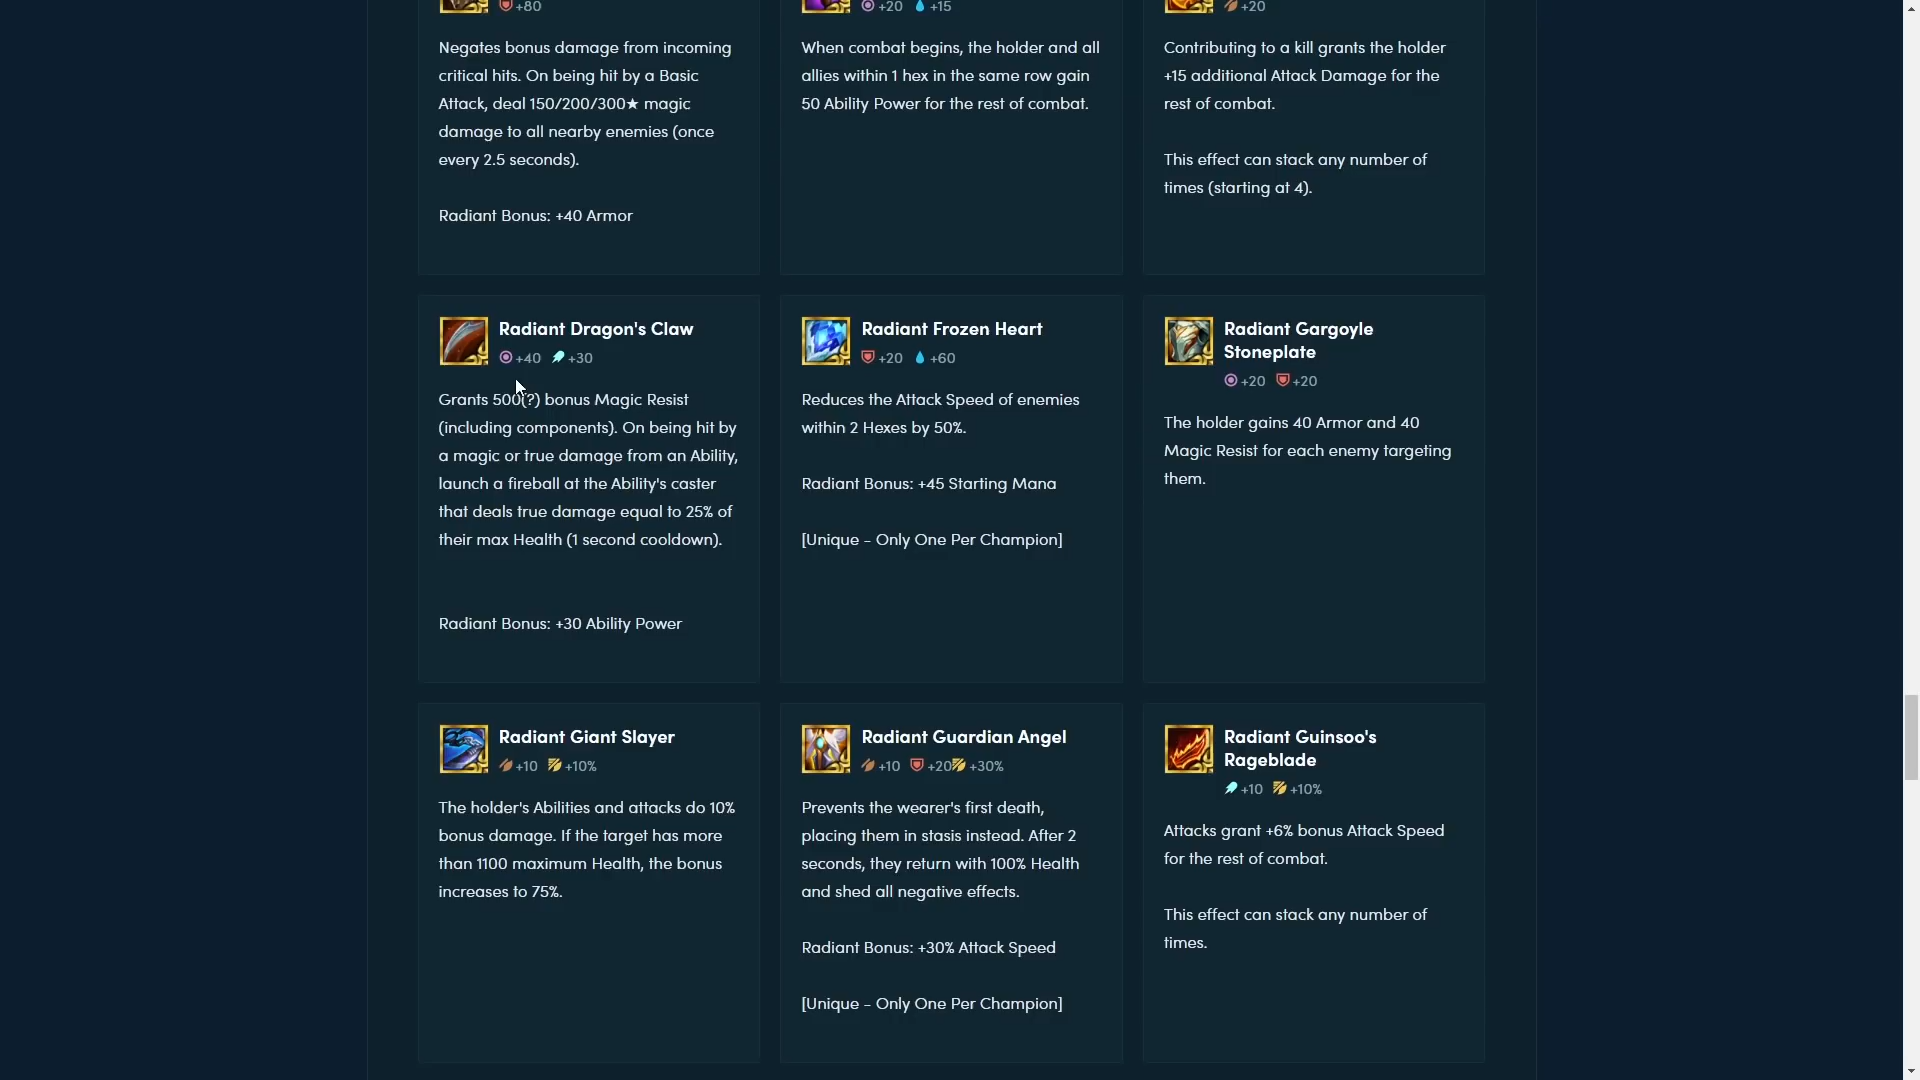 +80
Negates bonus damage from incoming
critical hits. On being hit by a Basic
Attack, deal 150/200/300★ magic
damage to all nearby enemies (once
every 2.5 seconds).
Radiant Bonus: +40 Armor
+20 +15
When combat begins, the holder and all
allies within 1 hex in the same row gain
50 Ability Power for the rest of combat.
+20
Contributing to a kill grants the holder
+15 additional Attack Damage for the
rest of combat.
This effect can stack any number of
times (starting at 4).
Radiant Dragon's Claw
+40 +30
Grants 500(?) bonus Magic Resist
(including components). On being hit by
a magic or true damage from an Ability,
launch a fireball at the Ability's caster
that deals true damage equal to 25% of
their max Health (1 second cooldown).
Radiant Bonus: +30 Ability Power
Radiant Frozen Heart
+20 +60
Reduces the Attack Speed of enemies
within 2 Hexes by 50%.
Radiant Bonus: +45 Starting Mana
[Unique - Only One Per Champion]
Radiant Gargoyle
Stoneplate
+20 +20
The holder gains 40 Armor and 40
Magic Resist for each enemy targeting
them.
Radiant Giant Slayer
+10 +10%
The holder's Abilities and attacks do 10%
bonus damage. If the target has more
than 1100 maximum Health, the bonus
increases to 75%.
Radiant Guardian Angel
+10 +20 +30%
Prevents the wearer's first death,
placing them in stasis instead. After 2
seconds, they return with 100% Health
and shed all negative effects.
Radiant Bonus: +30% Attack Speed
[Unique - Only One Per Champion]
Radiant Guinsoo's
Rageblade
+10 +10%
Attacks grant +6% bonus Attack Speed
for the rest of combat.
This effect can stack any number of
times.